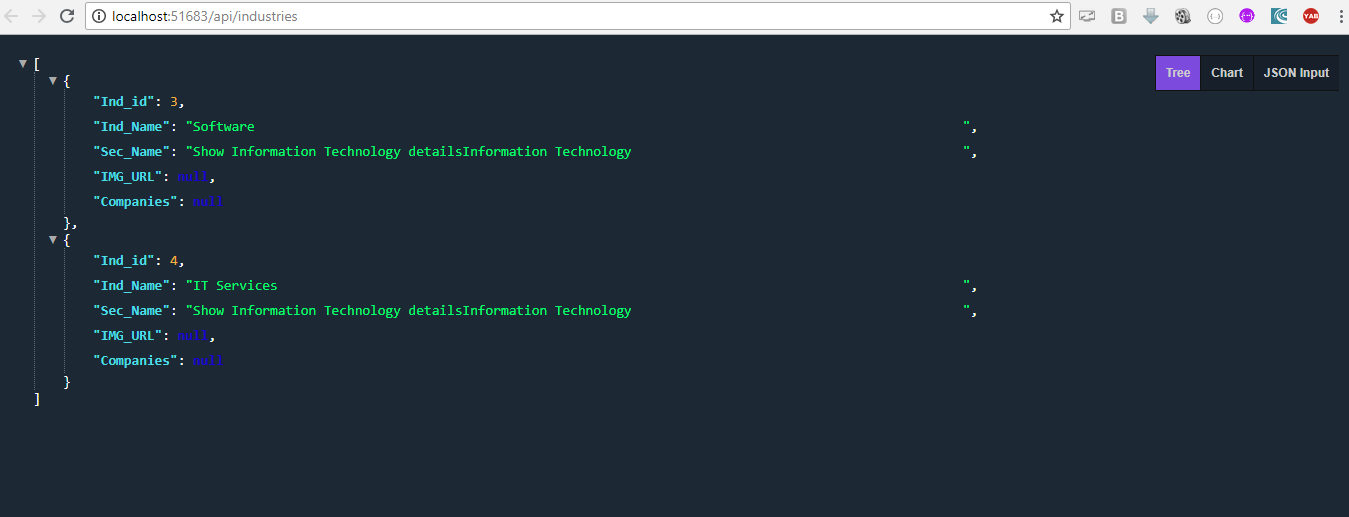 localhost:51683/api/industries
B
YAB
Tree Chart JSON Input
[
{
"Ind_id": 3,
"Ind_Name": "Software                                                                                            ",
"Sec_Name": "Show Information Technology detailsInformation Technology                                           ",
"IMG_URL": null,
"Companies": null
},
{
"Ind_id": 4,
"Ind_Name": "IT Services                                                                                         ",
"Sec_Name": "Show Information Technology detailsInformation Technology                                           ",
"IMG_URL": null,
"Companies": null
}
]